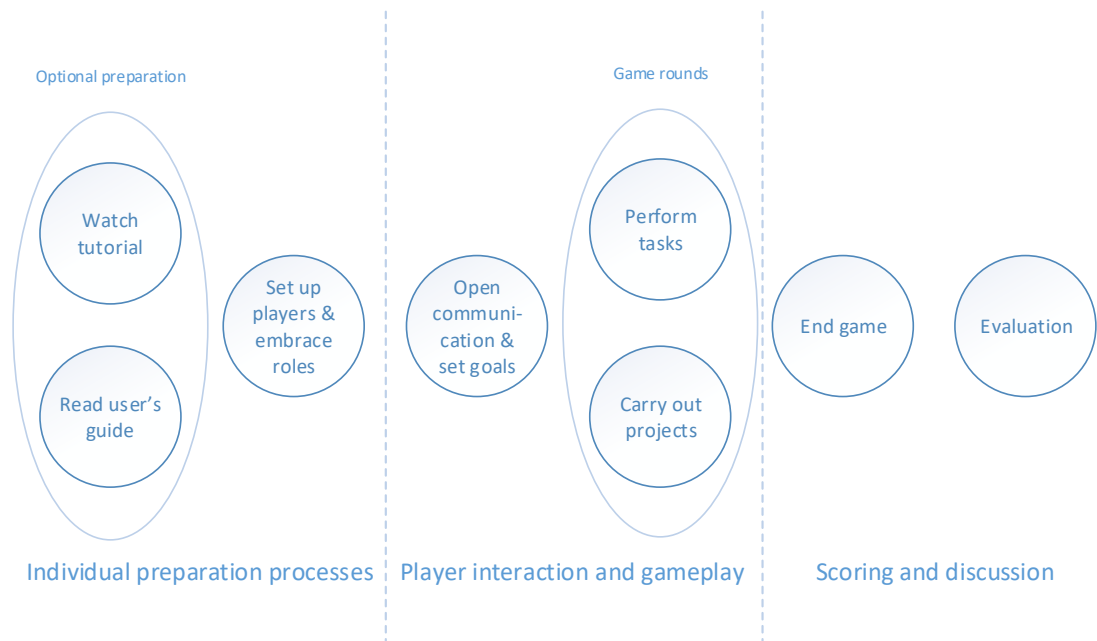 Optional preparation
Watch
tutorial
Read user's
guide
Set up
players &
embrace
roles
Individual preparation processes
Game rounds
Open
communi-
cation &
set goals
Perform
tasks
Carry out
projects
Player interaction and gameplay
End game
Evaluation
Scoring and discussion